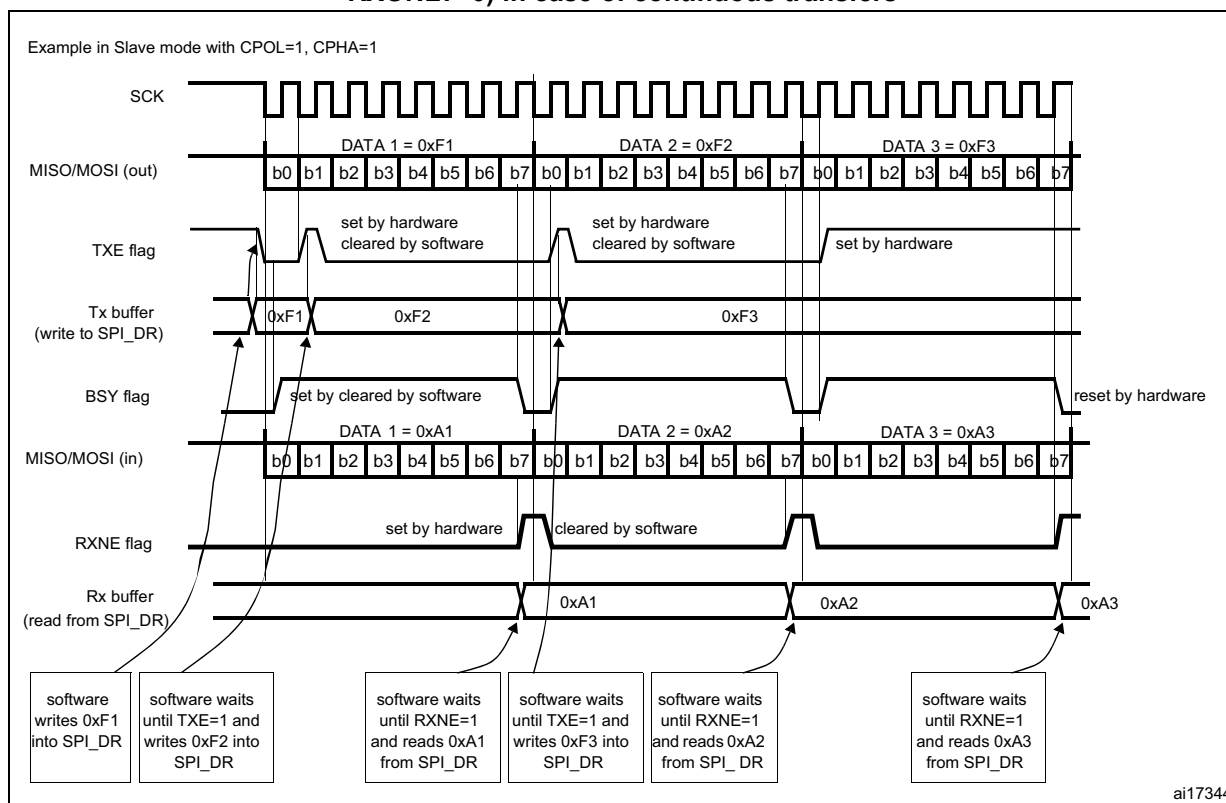 RXONLY=0) in case of continuous transfers
Example in Slave mode with CPOL=1, CPHA=1
SCK
DATA 1 = 0xF1 DATA 2 = 0xF2 DATA 3 = 0xF3
MISO/MOSI (out) b0 b1 b2 b3 b4 b5 b6 b7 b0 b1 b2 b3 b4 b5 b6 b7 b0 b1 b2 b3 b4 b5 b6 b7
set by hardware set by hardware
cleared by software cleared by software set by hardware
TXE flag
Tx buffer
(write to SPI_DR)
0xF1 0xF2 0xF3
BSY flag set by cleared by software reset by hardware
DATA 1 = 0xA1 DATA 2 = 0xA2 DATA 3 = 0xA3
MISO/MOSI (in) b0 b1 b2 b3 b4 b5 b6 b7 b0 b1 b2 b3 b4 b5 b6 b7 b0 b1 b2 b3 b4 b5 b6 b7
set by hardware cleared by software
RXNE flag
Rx buffer
(read from SPI_DR)
0xA1 0xA2 0xA3
software
writes 0xF1
into SPI_DR
software waits
until TXE=1 and
writes 0xF2 into
SPI_DR
software waits
until RXNE=1
and reads 0xA1
from SPI_DR
software waits
until TXE=1 and
writes 0xF3 into
SPI_DR
software waits
until RXNE=1
and reads 0xA2
from SPI_ DR
software waits
until RXNE=1
and reads 0xA3
from SPI_DR
ai17344